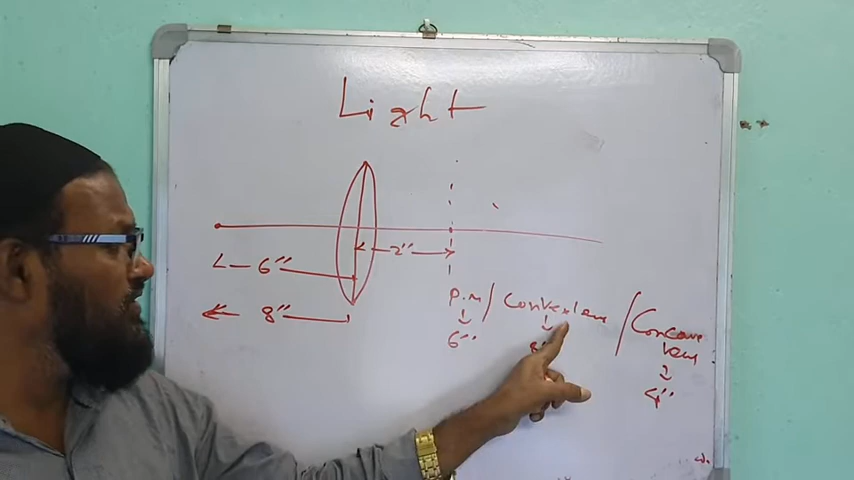 Light
2"
6"
8"
P.m / Convex lens / Concave
lens
6"
8"
4"